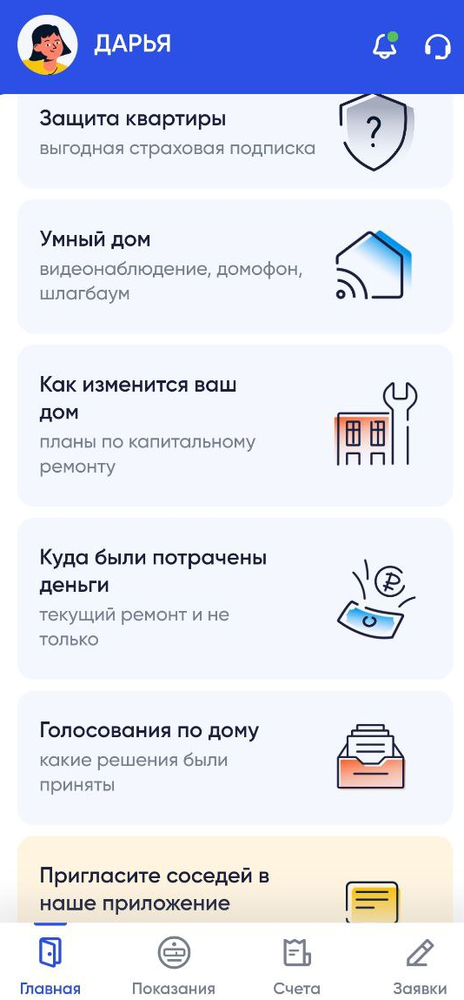 ДАРЬЯ
Защита квартиры
выгодная страховая подписка
?
Умный дом
видеонаблюдение, домофон,
шлагбаум
Как изменится ваш
дом
планы по капитальному
ремонту
Куда были потрачены
деньги
текущий ремонт и не
только
₽
Голосования по дому
какие решения были
приняты
Пригласите соседей в
наше приложение
Главная
Показания
Счета
Заявки